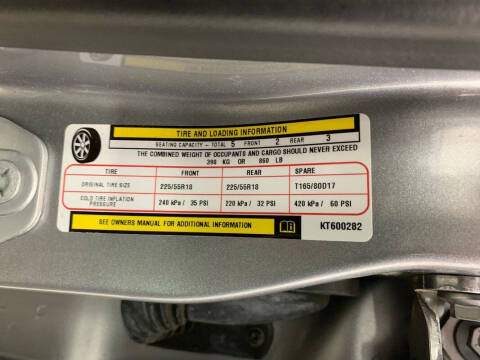 TIRE AND LOADING INFORMATION
SEATING CAPACITY - TOTAL 5 FRONT 2 REAR 3
THE COMBINED WEIGHT OF OCCUPANTS AND CARGO SHOULD NEVER EXCEED
390 KG OR 860 LB
TIRE FRONT REAR SPARE
ORIGINAL TIRE SIZE 225/55R18 225/55R18 T165/80D17
COLD TIRE INFLATION PRESSURE 240 kPa / 35 PSI 220 kPa / 32 PSI 420 kPa / 60 PSI
SEE OWNERS MANUAL FOR ADDITIONAL INFORMATION KT600282